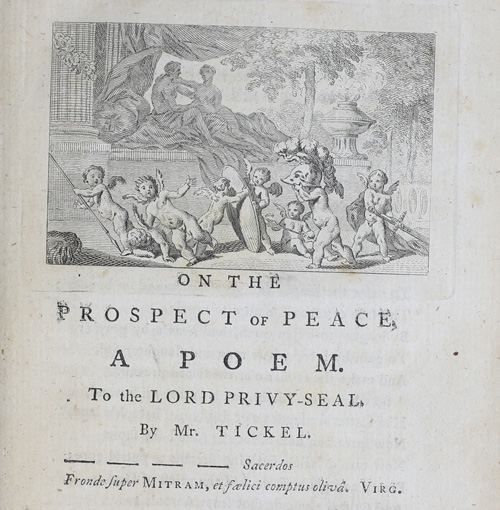 ON THE
PROSPECT OF PEACE,
A POEM.
To the LORD PRIVY-SEAL.
By Mr. TICKEL.
— — — — Sacerdos
Fronde ſuper MITRAM, et fælici comptus olivâ. VIRG.